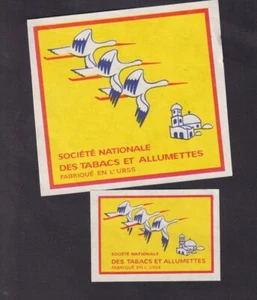 SOCIÉTÉ NATIONALE
DES TABACS ET ALLUMETTES
FABRIQUÉ EN L'URSS
SOCIÉTÉ NATIONALE
DES TABACS ET ALLUMETTES
FABRIQUÉ EN L'URSS